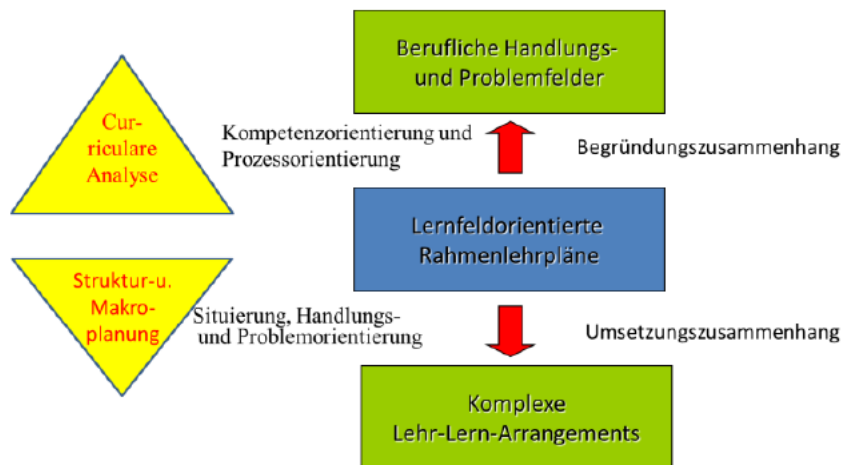 Berufliche Handlungs-
und Problemfelder
Cur-
riculare
Analyse
Kompetenzorientierung und
Prozessorientierung
Begründungszusammenhang
Lernfeldorientierte
Rahmenlehrpläne
Struktur-u.
Makro-
planung
Situierung, Handlungs-
und Problemorientierung
Umsetzungszusammenhang
Komplexe
Lehr-Lern-Arrangements